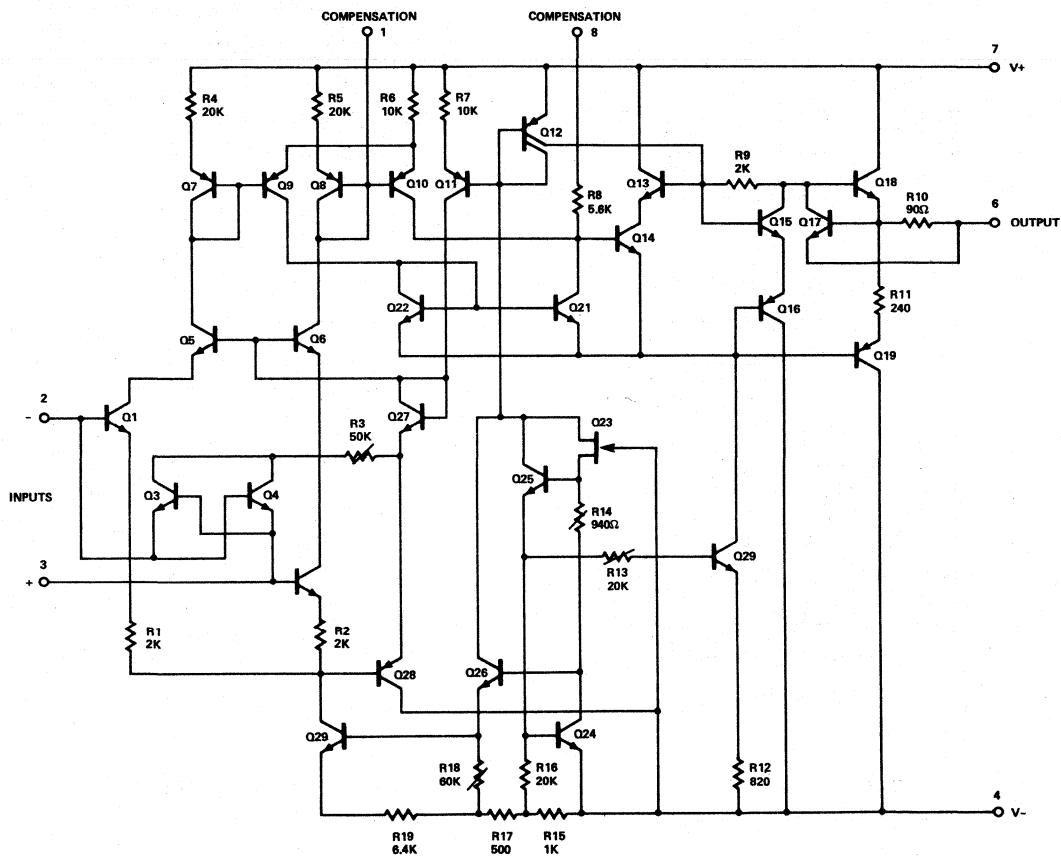 COMPENSATION
1
COMPENSATION
8
7
V+
R4
20K
R5
20K
R6
10K
R7
10K
Q12
R9
2K
Q7
Q9
Q8
Q10
Q11
R8
5.6K
Q13
Q15
Q17
Q18
R10
90Ω
6
OUTPUT
Q14
Q22
Q21
Q16
R11
240
Q5
Q6
Q19
2
-
Q1
Q27
R3
50K
Q23
INPUTS
Q3
Q4
Q25
R14
940Ω
R13
20K
Q29
3
+
R1
2K
R2
2K
Q28
Q26
Q29
Q24
R18
60K
R16
20K
R12
820
4
V-
R19
6.4K
R17
500
R15
1K